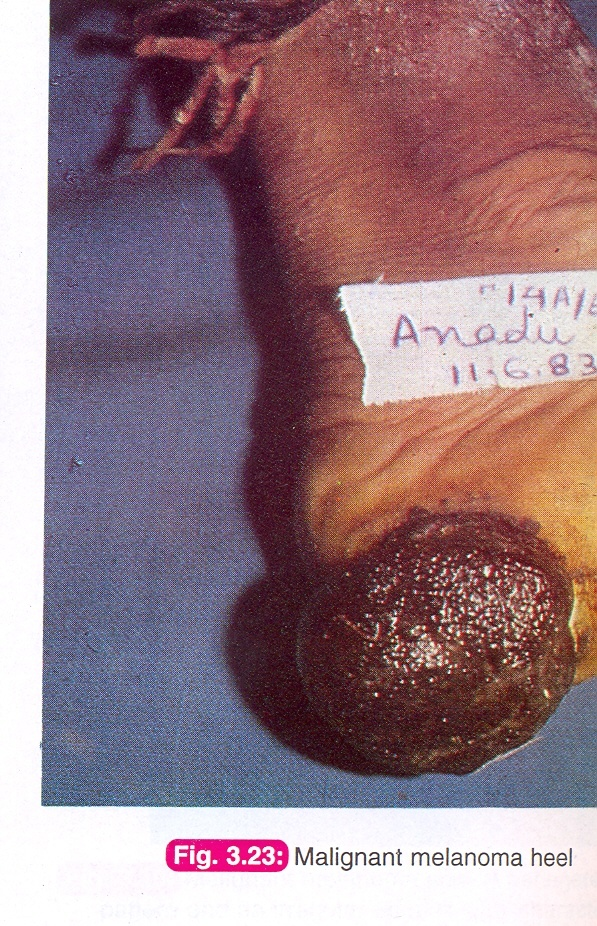 "14A/
Anadu
11-6-83
Fig. 3.23: Malignant melanoma heel